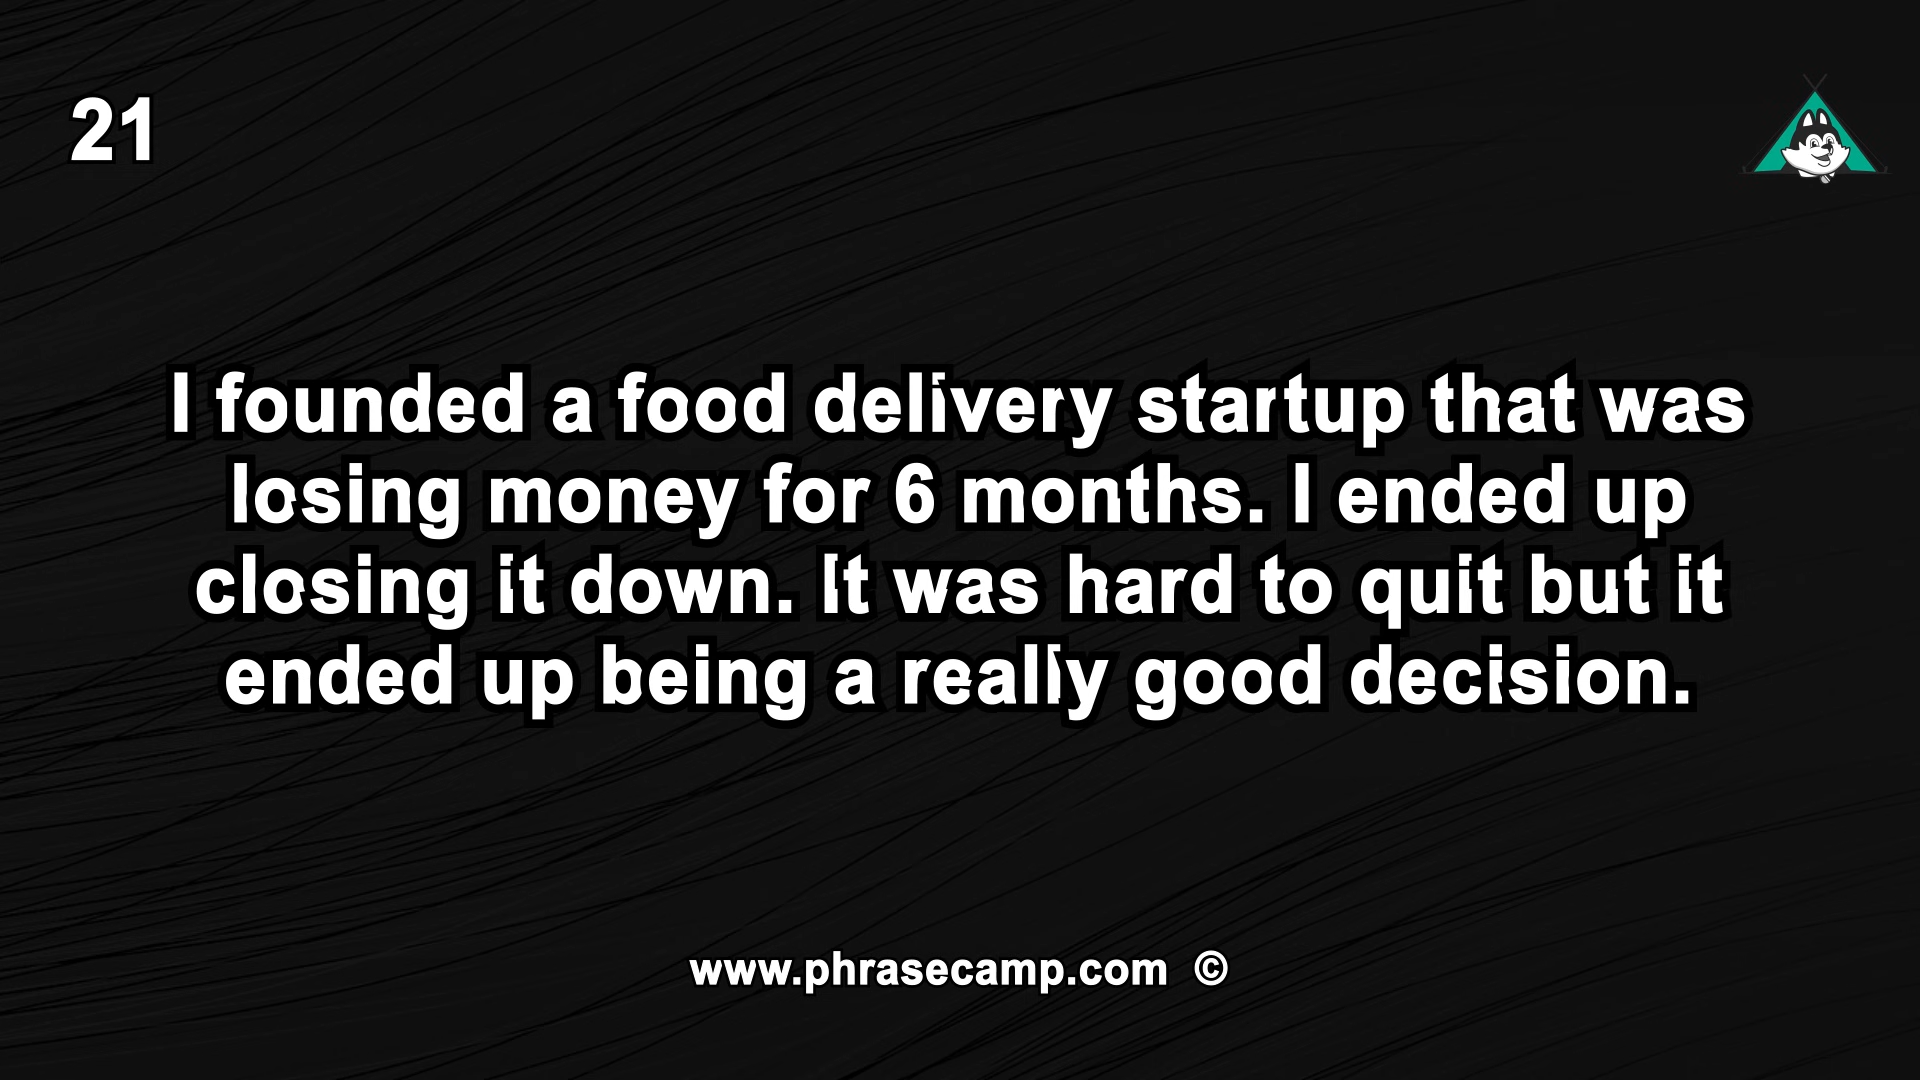 21
I founded a food delivery startup that was
losing money for 6 months. I ended up
closing it down. It was hard to quit but it
ended up being a really good decision.
www.phrasecamp.com ©